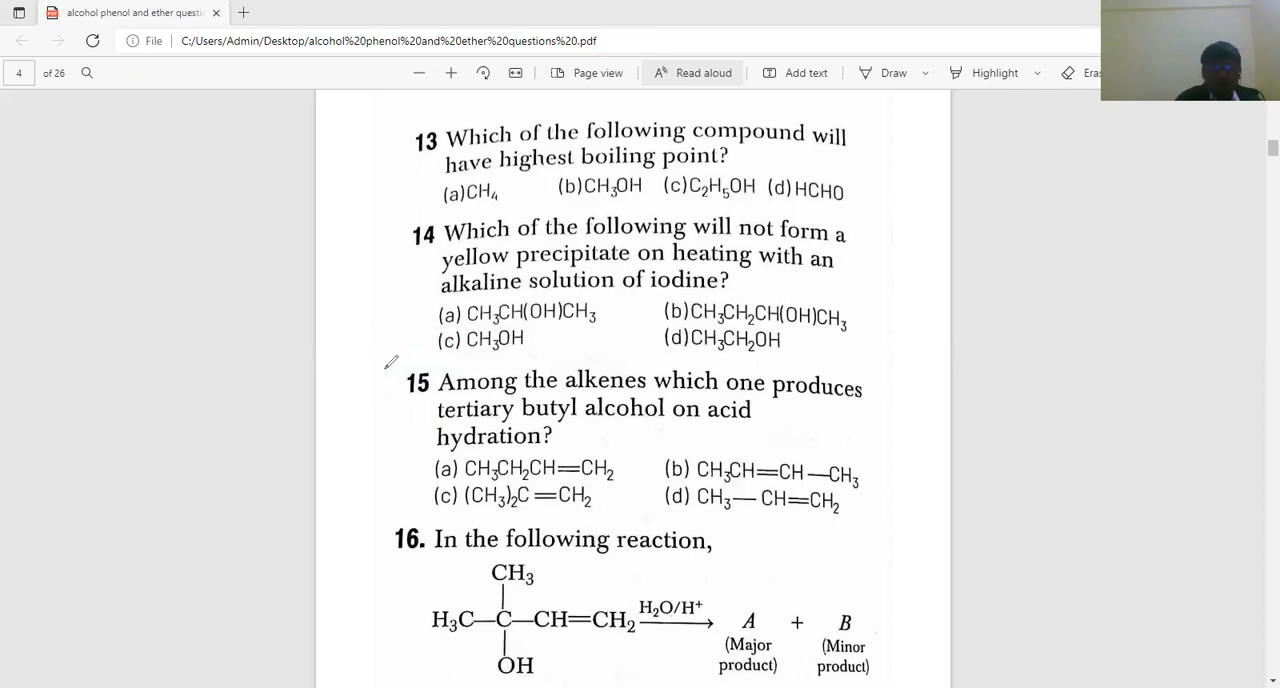 alcohol phenol and ether questi
File | C:/Users/Admin/Desktop/alcohol%20phenol%20and%20ether%20questions%20.pdf
4 of 26 Page view Read aloud Add text Draw Highlight Eras
13 Which of the following compound will
have highest boiling point?
(a)CH₄ (b)CH₃OH (c)C₂H₅OH (d)HCHO
14 Which of the following will not form a
yellow precipitate on heating with an
alkaline solution of iodine?
(a) CH₃CH(OH)CH₃ (b)CH₃CH₂CH(OH)CH₃
(c) CH₃OH (d)CH₃CH₂OH
15 Among the alkenes which one produces
tertiary butyl alcohol on acid
hydration?
(a) CH₃CH₂CH=CH₂ (b) CH₃CH=CH—CH₃
(c) (CH₃)₂C=CH₂ (d) CH₃—CH=CH₂
16. In the following reaction,
CH₃
H₃C—C—CH=CH₂ H₂O/H⁺ → A + B
(Major (Minor
OH product) product)